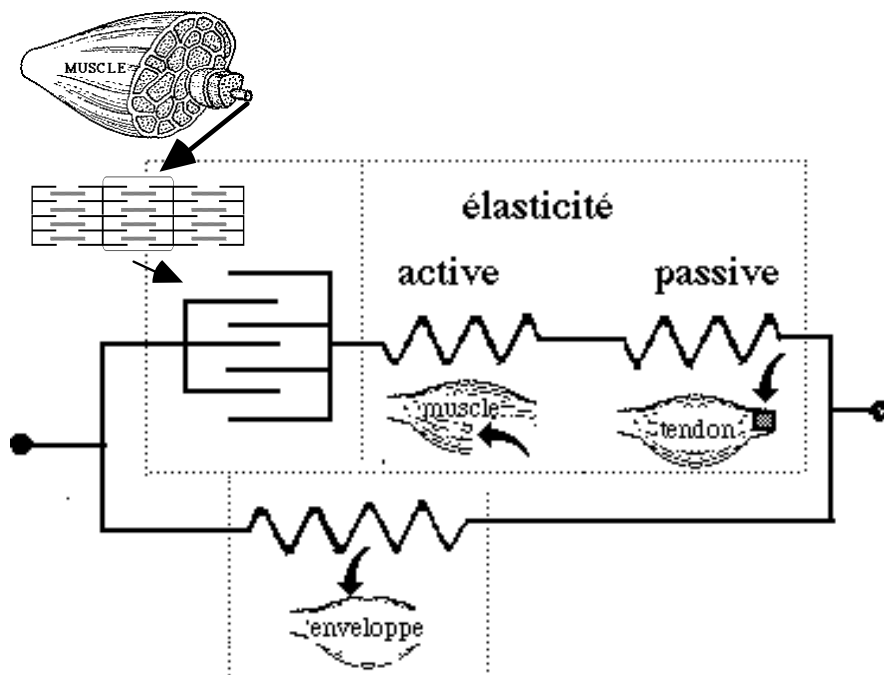 MUSCLE
élasticité
active passive
muscle
tendon
enveloppe